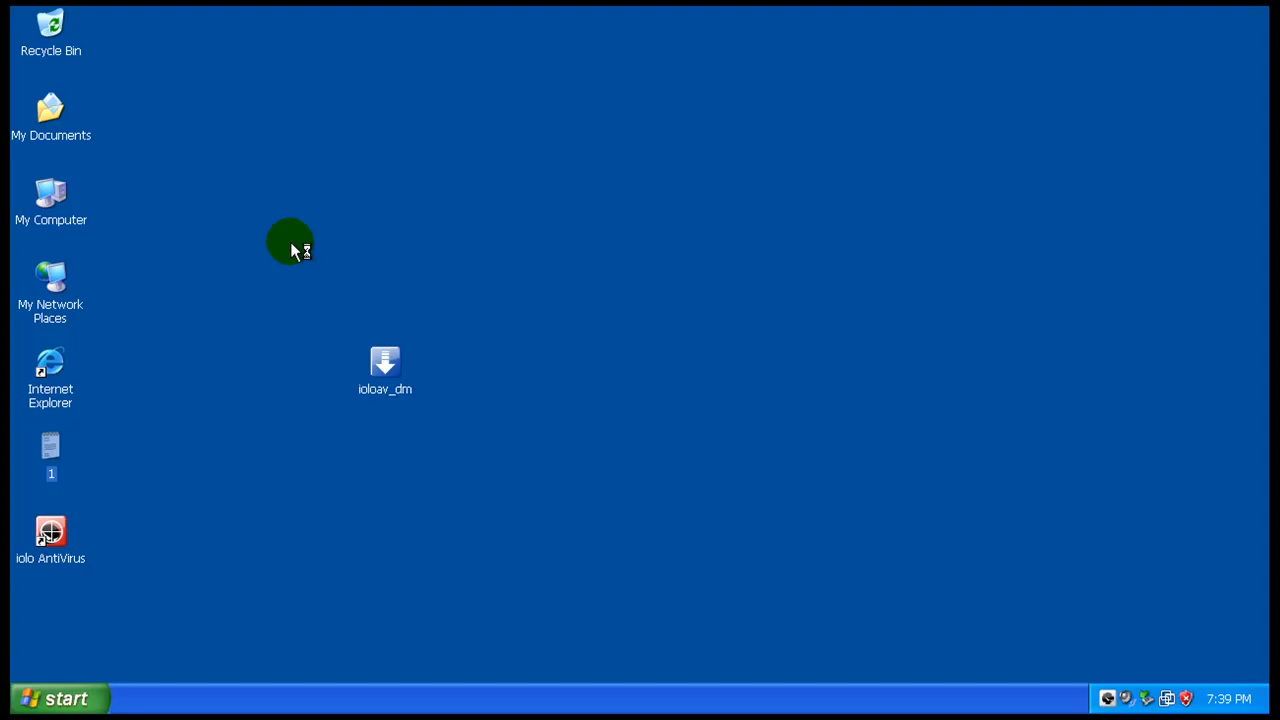 Recycle Bin
My Documents
My Computer
My Network
Places
Internet
Explorer
1
iolo AntiVirus
ioloav_dm
start
7:39 PM